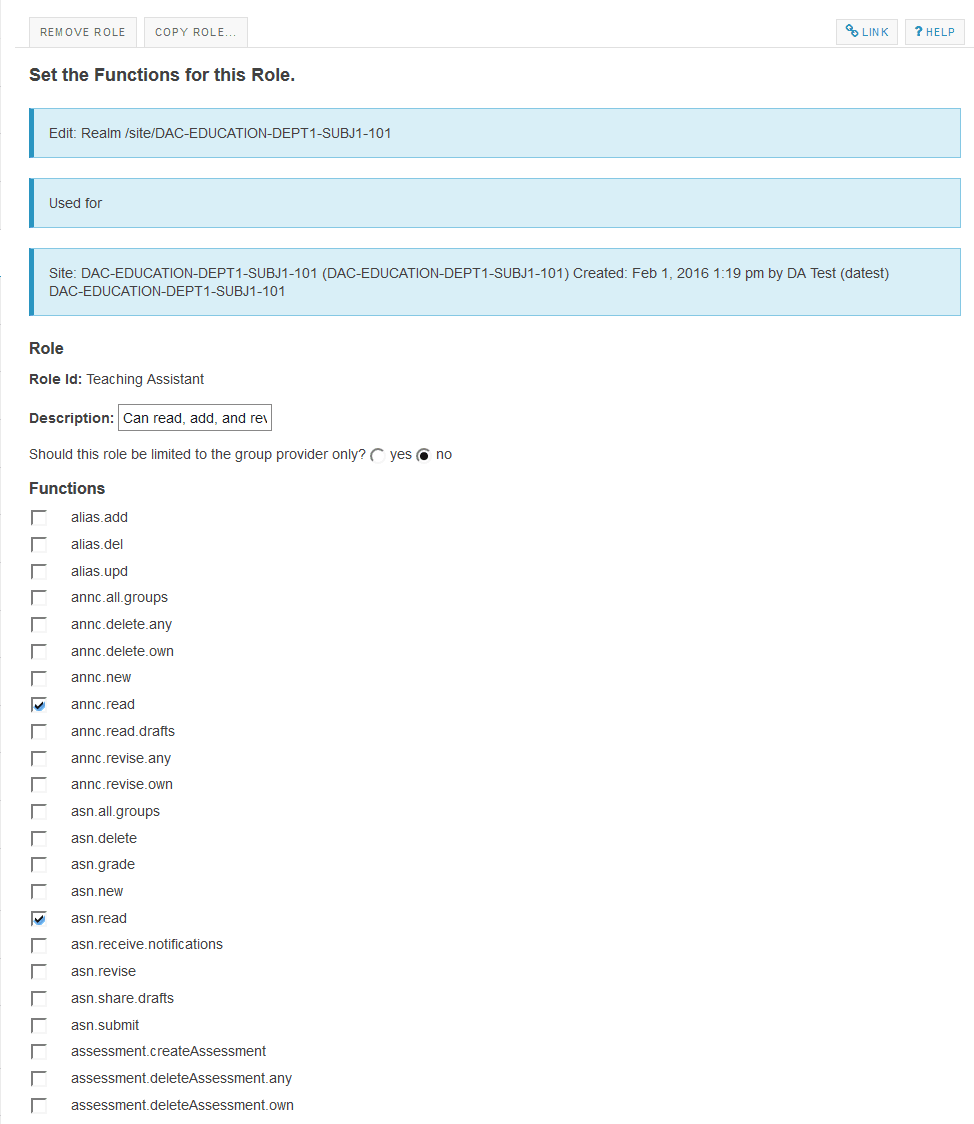 REMOVE ROLE
COPY ROLE...
LINK
? HELP
Set the Functions for this Role.
Edit: Realm /site/DAC-EDUCATION-DEPT1-SUBJ1-101
Used for
Site: DAC-EDUCATION-DEPT1-SUBJ1-101 (DAC-EDUCATION-DEPT1-SUBJ1-101) Created: Feb 1, 2016 1:19 pm by DA Test (datest)
DAC-EDUCATION-DEPT1-SUBJ1-101
Role
Role Id: Teaching Assistant
Description: Can read, add, and rev
Should this role be limited to the group provider only? yes no
Functions
alias.add
alias.del
alias.upd
annc.all.groups
annc.delete.any
annc.delete.own
annc.new
annc.read
annc.read.drafts
annc.revise.any
annc.revise.own
asn.all.groups
asn.delete
asn.grade
asn.new
asn.read
asn.receive.notifications
asn.revise
asn.share.drafts
asn.submit
assessment.createAssessment
assessment.deleteAssessment.any
assessment.deleteAssessment.own